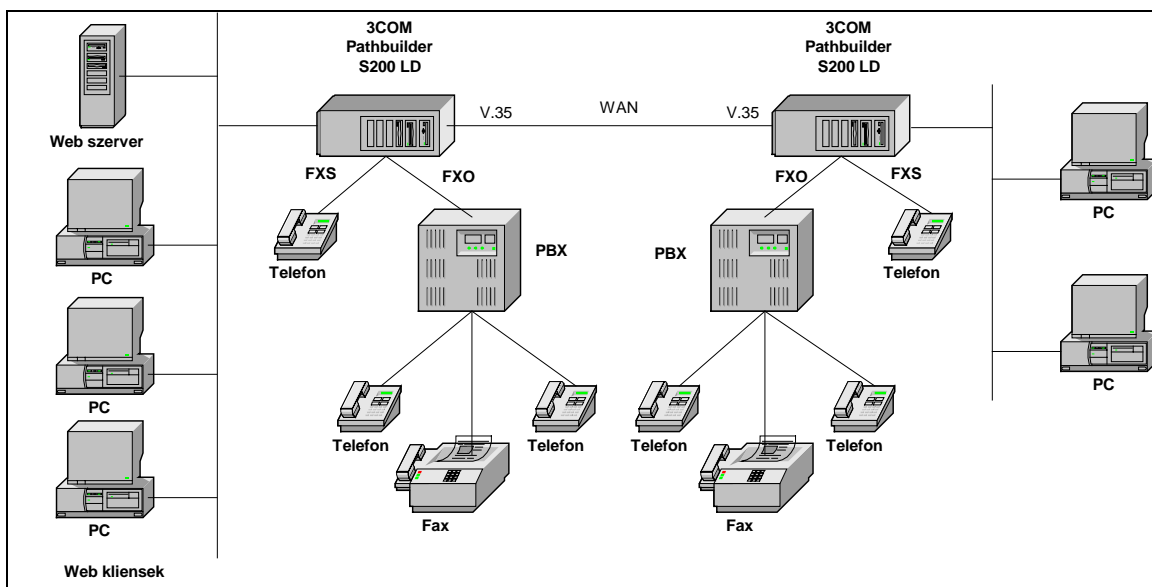 3COM
Pathbuilder
S200 LD
3COM
Pathbuilder
S200 LD
Web szerver
V.35
WAN
V.35
FXS
FXO
FXO
FXS
Telefon
PBX
PBX
Telefon
PC
PC
PC
PC
PC
Telefon
Telefon
Telefon
Telefon
Fax
Fax
Web kliensek